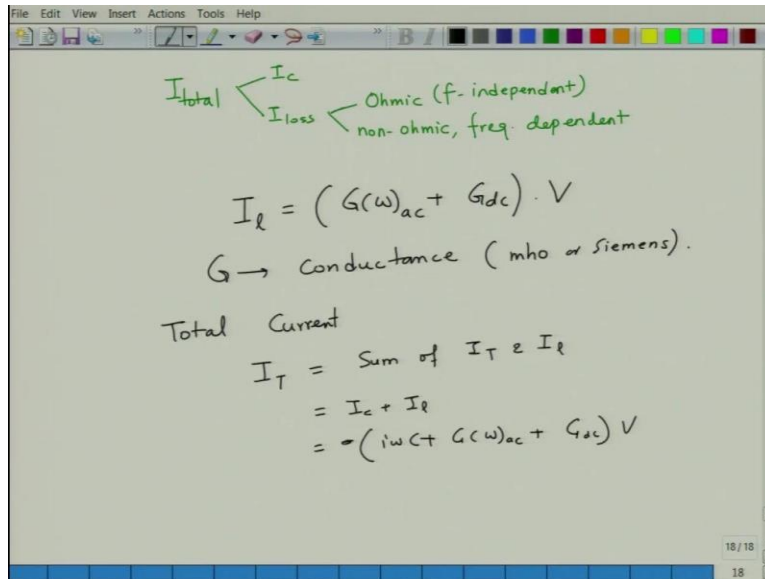 File Edit View Insert Actions Tools Help
I_total < I_c
I_loss < Ohmic (f-independent)
non-ohmic, freq. dependent
I_l = (G(ω)_ac + G_dc) . V
G → Conductance (mho or Siemens).
Total Current
I_T = Sum of I_T & I_l
= I_c + I_l
= (iωC + G(ω)_ac + G_dc) V
18/18
18